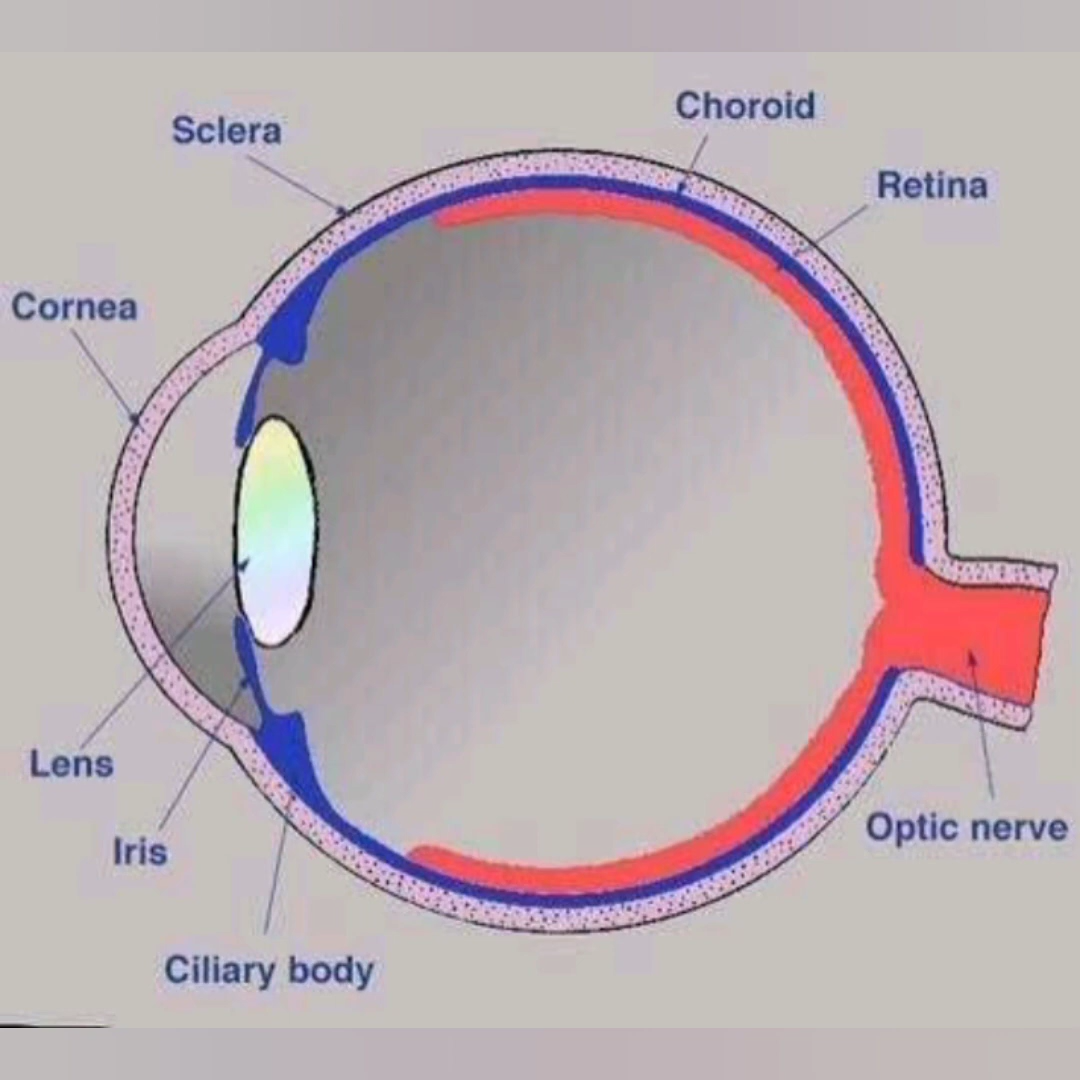 Choroid
Sclera
Retina
Cornea
Lens
Optic nerve
Iris
Ciliary body